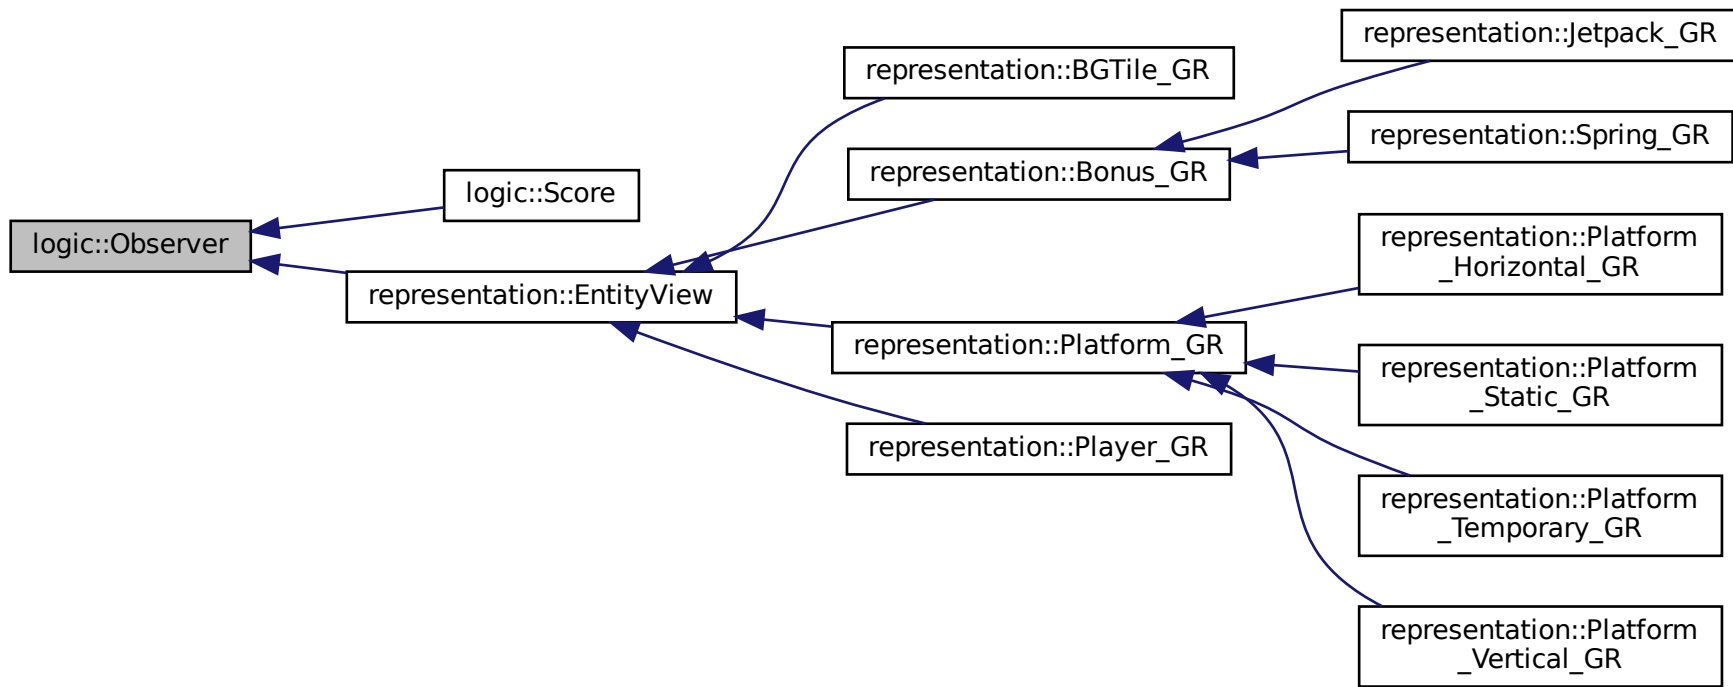 logic::Observer
logic::Score
representation::EntityView
representation::BGTile_GR
representation::Bonus_GR
representation::Platform_GR
representation::Player_GR
representation::Jetpack_GR
representation::Spring_GR
representation::Platform
_Horizontal_GR
representation::Platform
_Static_GR
representation::Platform
_Temporary_GR
representation::Platform
_Vertical_GR